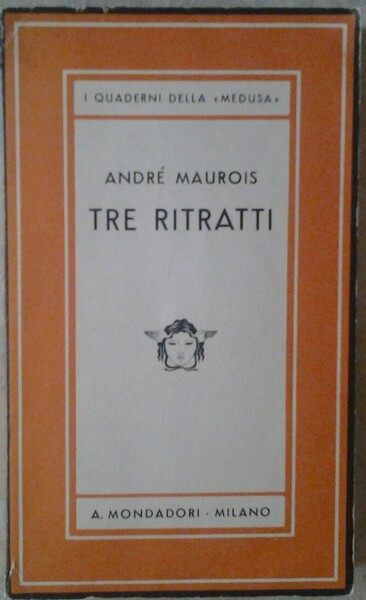 I QUADERNI DELLA «MEDUSA»
ANDRÉ MAUROIS
TRE RITRATTI
A. MONDADORI · MILANO